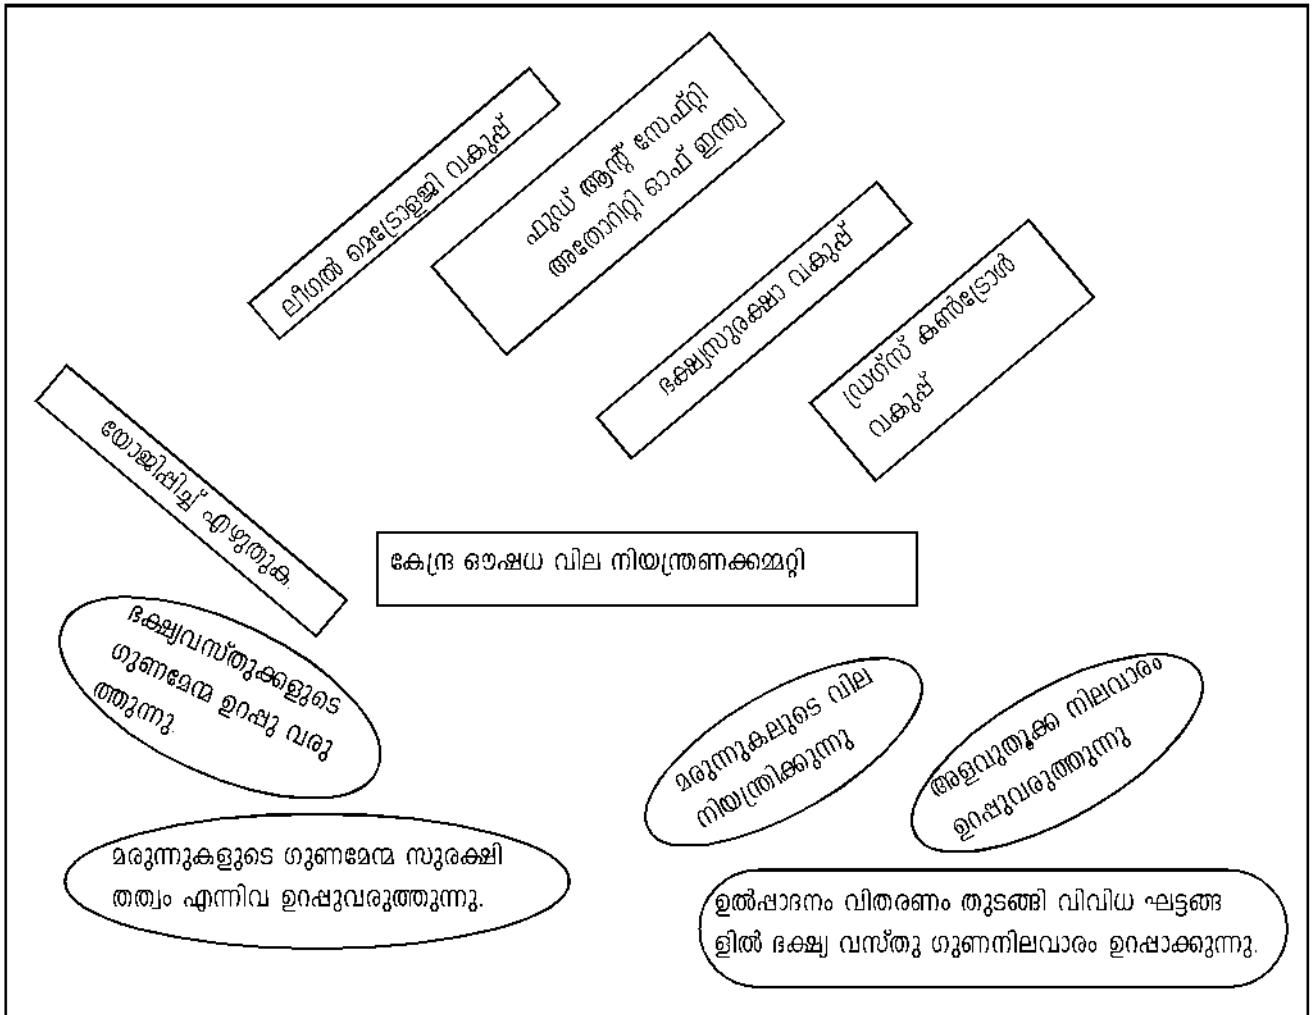 ലീഗൽ മെട്രോളജി വകുപ്പ്
ഫുഡ് ആന്റ് സേഫ്റ്റി
അതോറിറ്റി ഓഫ് ഇന്ത്യ
ഭക്ഷ്യസുരക്ഷാ വകുപ്പ്
ഡ്രഗ്സ് കൺട്രോൾ
വകുപ്പ്
യോജിപ്പിച്ച് എഴുതുക.
കേന്ദ്ര ഔഷധ വില നിയന്ത്രണക്കമ്മറ്റി
ഭക്ഷ്യവസ്തുക്കളുടെ
ഗുണമേന്മ ഉറപ്പു വരു
ത്തുന്നു.
മരുന്നുകലുടെ വില
നിയന്ത്രിക്കുന്നു
അളവുതൂക്ക നിലവാരം
ഉറപ്പുവരുത്തുന്നു
മരുന്നുകളുടെ ഗുണമേന്മ സുരക്ഷി
തത്വം എന്നിവ ഉറപ്പുവരുത്തുന്നു.
ഉൽപ്പാദനം വിതരണം തുടങ്ങി വിവിധ ഘട്ടങ്ങ
ളിൽ ഭക്ഷ്യ വസ്തു ഗുണനിലവാരം ഉറപ്പാക്കുന്നു.